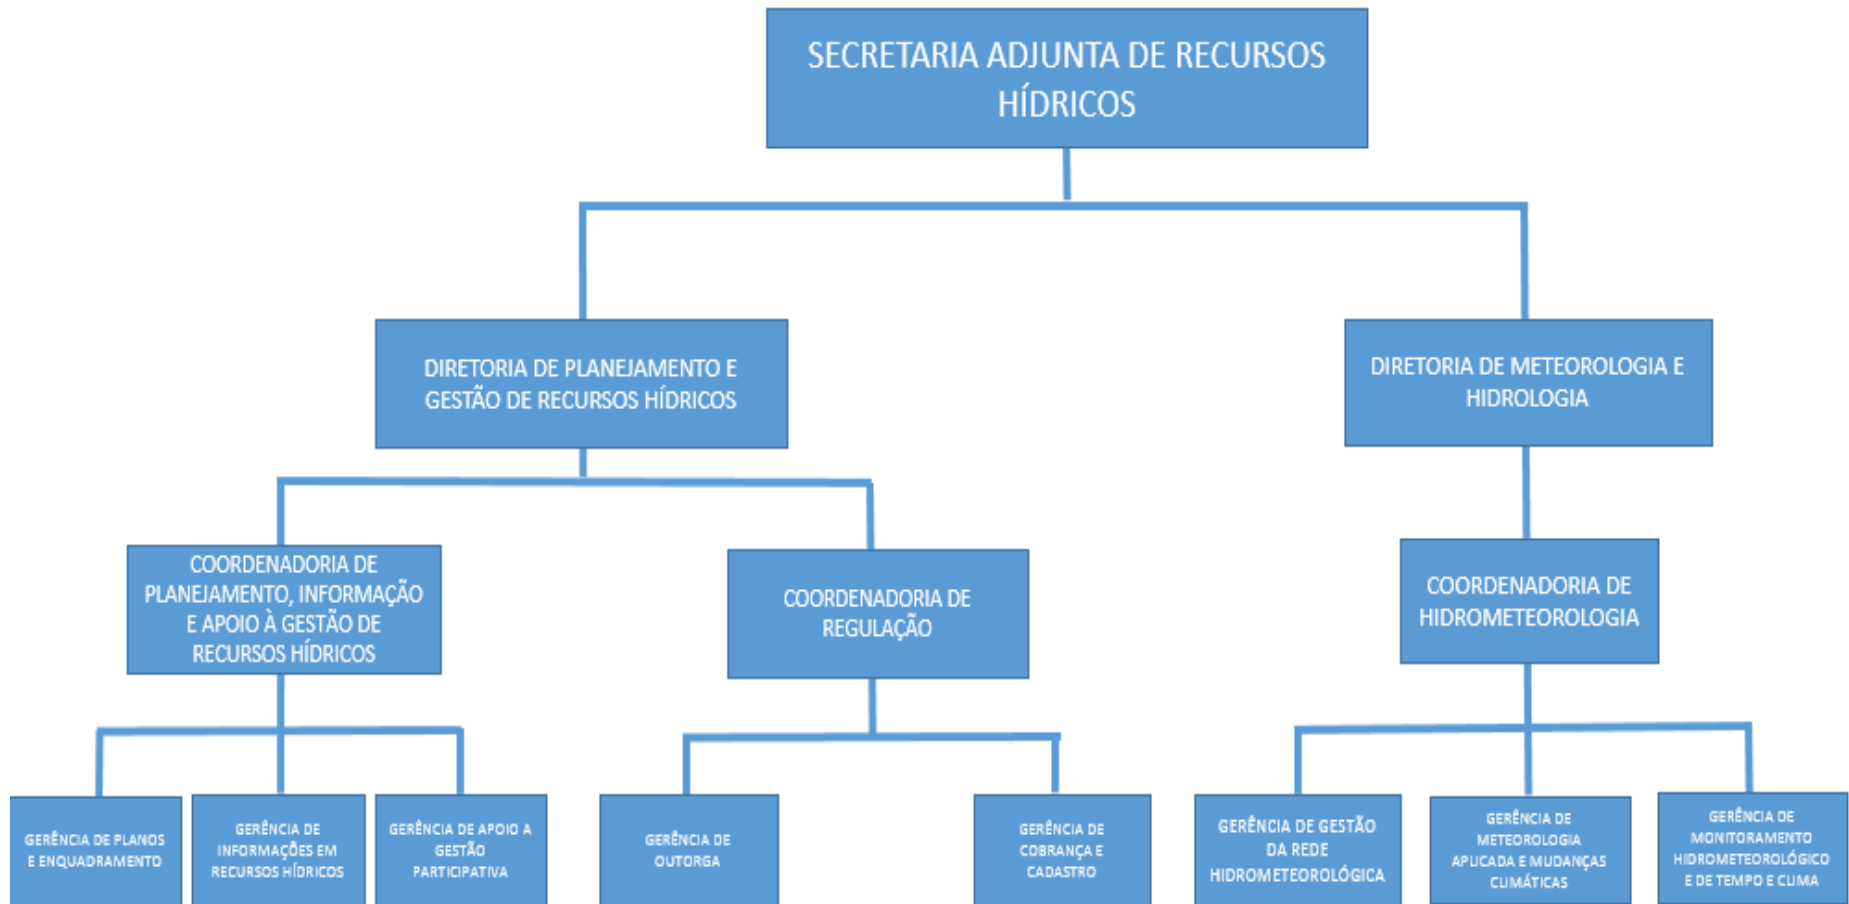 SECRETARIA ADJUNTA DE RECURSOS
HÍDRICOS
DIRETORIA DE PLANEJAMENTO E
GESTÃO DE RECURSOS HÍDRICOS
DIRETORIA DE METEOROLOGIA E
HIDROLOGIA
COORDENADORIA DE
PLANEJAMENTO, INFORMAÇÃO
E APOIO À GESTÃO DE
RECURSOS HÍDRICOS
COORDENADORIA DE
REGULAÇÃO
COORDENADORIA DE
HIDROMETEOROLOGIA
GERÊNCIA DE PLANOS
E ENQUADRAMENTO
GERÊNCIA DE
INFORMAÇÕES EM
RECURSOS HÍDRICOS
GERÊNCIA DE APOIO A
GESTÃO
PARTICIPATIVA
GERÊNCIA DE
OUTORGA
GERÊNCIA DE
COBRANÇA E
CADASTRO
GERÊNCIA DE GESTÃO
DA REDE
HIDROMETEOROLÓGICA
GERÊNCIA DE
METEOROLOGIA
APLICADA E MUDANÇAS
CLIMÁTICAS
GERÊNCIA DE
MONITORAMENTO
HIDROMETEOROLÓGICO
E DE TEMPO E CLIMA